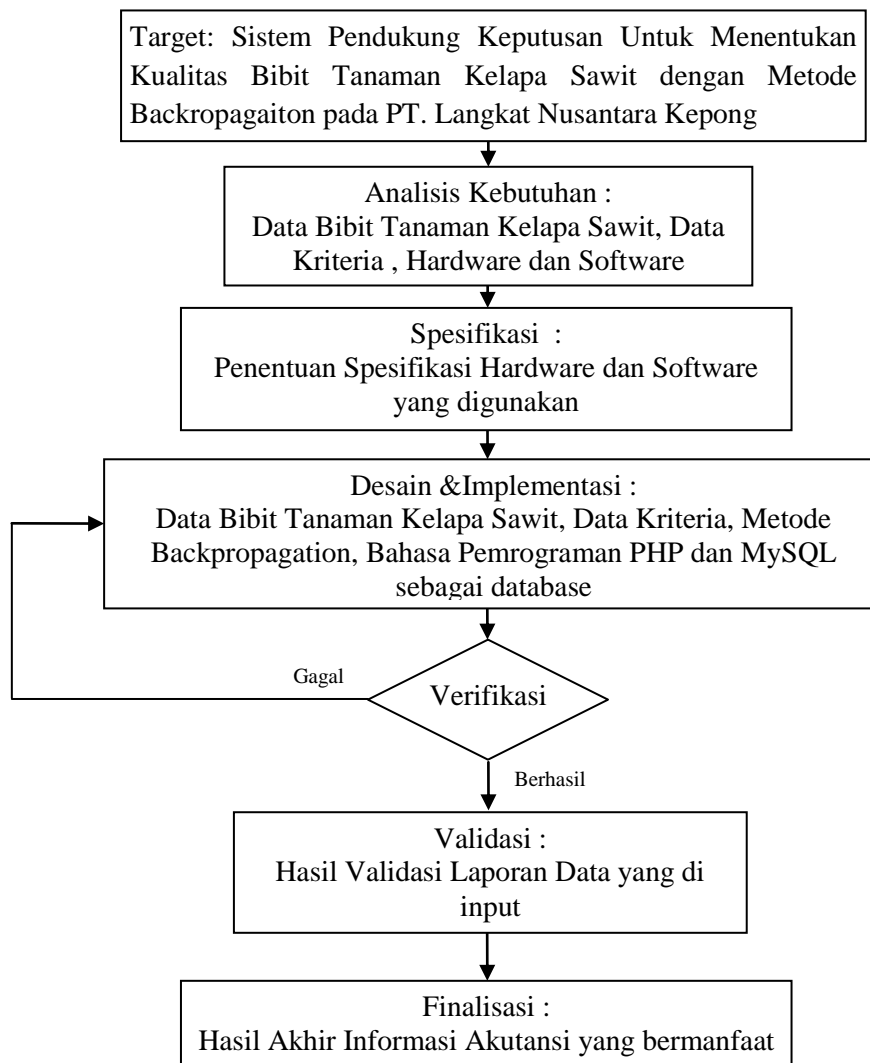 Target: Sistem Pendukung Keputusan Untuk Menentukan
Kualitas Bibit Tanaman Kelapa Sawit dengan Metode
Backropagaiton pada PT. Langkat Nusantara Kepong
Analisis Kebutuhan :
Data Bibit Tanaman Kelapa Sawit, Data
Kriteria , Hardware dan Software
Spesifikasi :
Penentuan Spesifikasi Hardware dan Software
yang digunakan
Desain &Implementasi :
Data Bibit Tanaman Kelapa Sawit, Data Kriteria, Metode
Backpropagation, Bahasa Pemrograman PHP dan MySQL
sebagai database
Gagal
Verifikasi
Berhasil
Validasi :
Hasil Validasi Laporan Data yang di
input
Finalisasi :
Hasil Akhir Informasi Akutansi yang bermanfaat